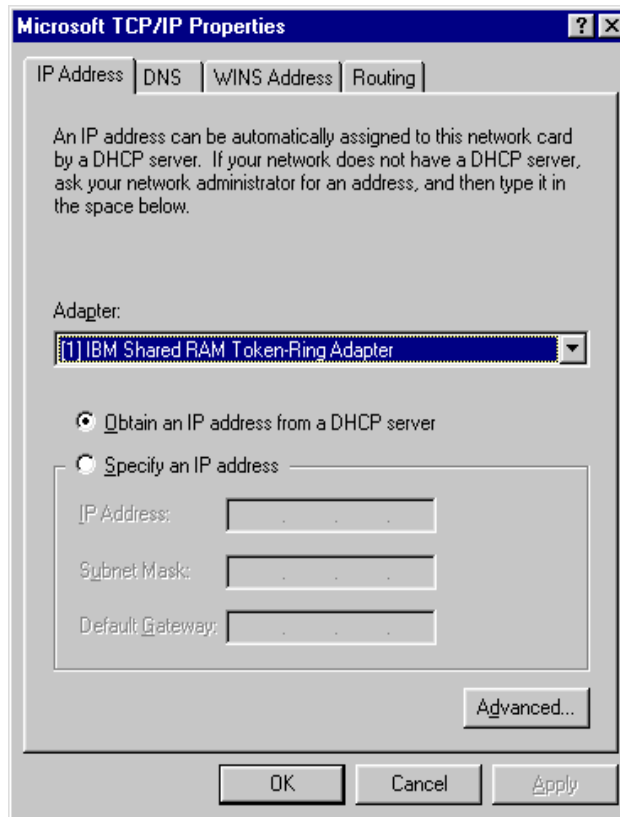 Microsoft TCP/IP Properties
IP Address DNS WINS Address Routing
An IP address can be automatically assigned to this network card
by a DHCP server. If your network does not have a DHCP server,
ask your network administrator for an address, and then type it in
the space below.
Adapter:
[1] IBM Shared RAM Token-Ring Adapter
Obtain an IP address from a DHCP server
Specify an IP address
IP Address:
Subnet Mask:
Default Gateway:
Advanced...
OK Cancel Apply